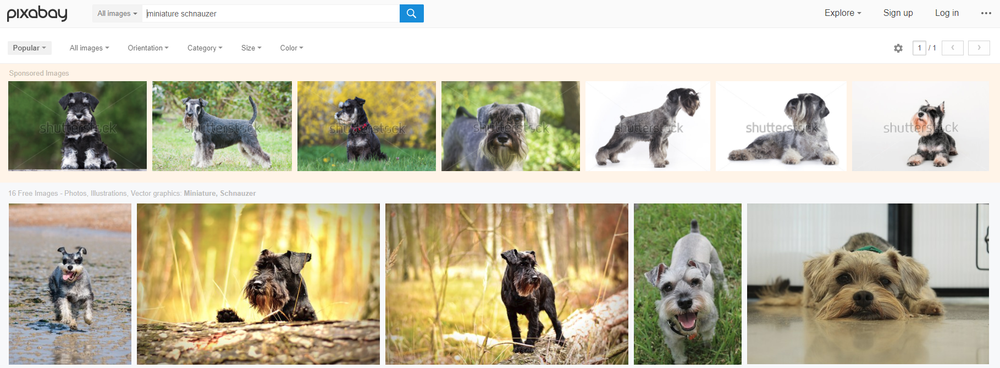 pixabay
All images
miniature schnauzer
Explore
Sign up
Log in
Popular
All images
Orientation
Category
Size
Color
1 / 1
Sponsored Images
shutterstock
shutterstock
shutterstock
shutterstock
shutterstock
shutterstock
shutterstock
16 Free Images - Photos, Illustrations, Vector graphics: Miniature, Schnauzer